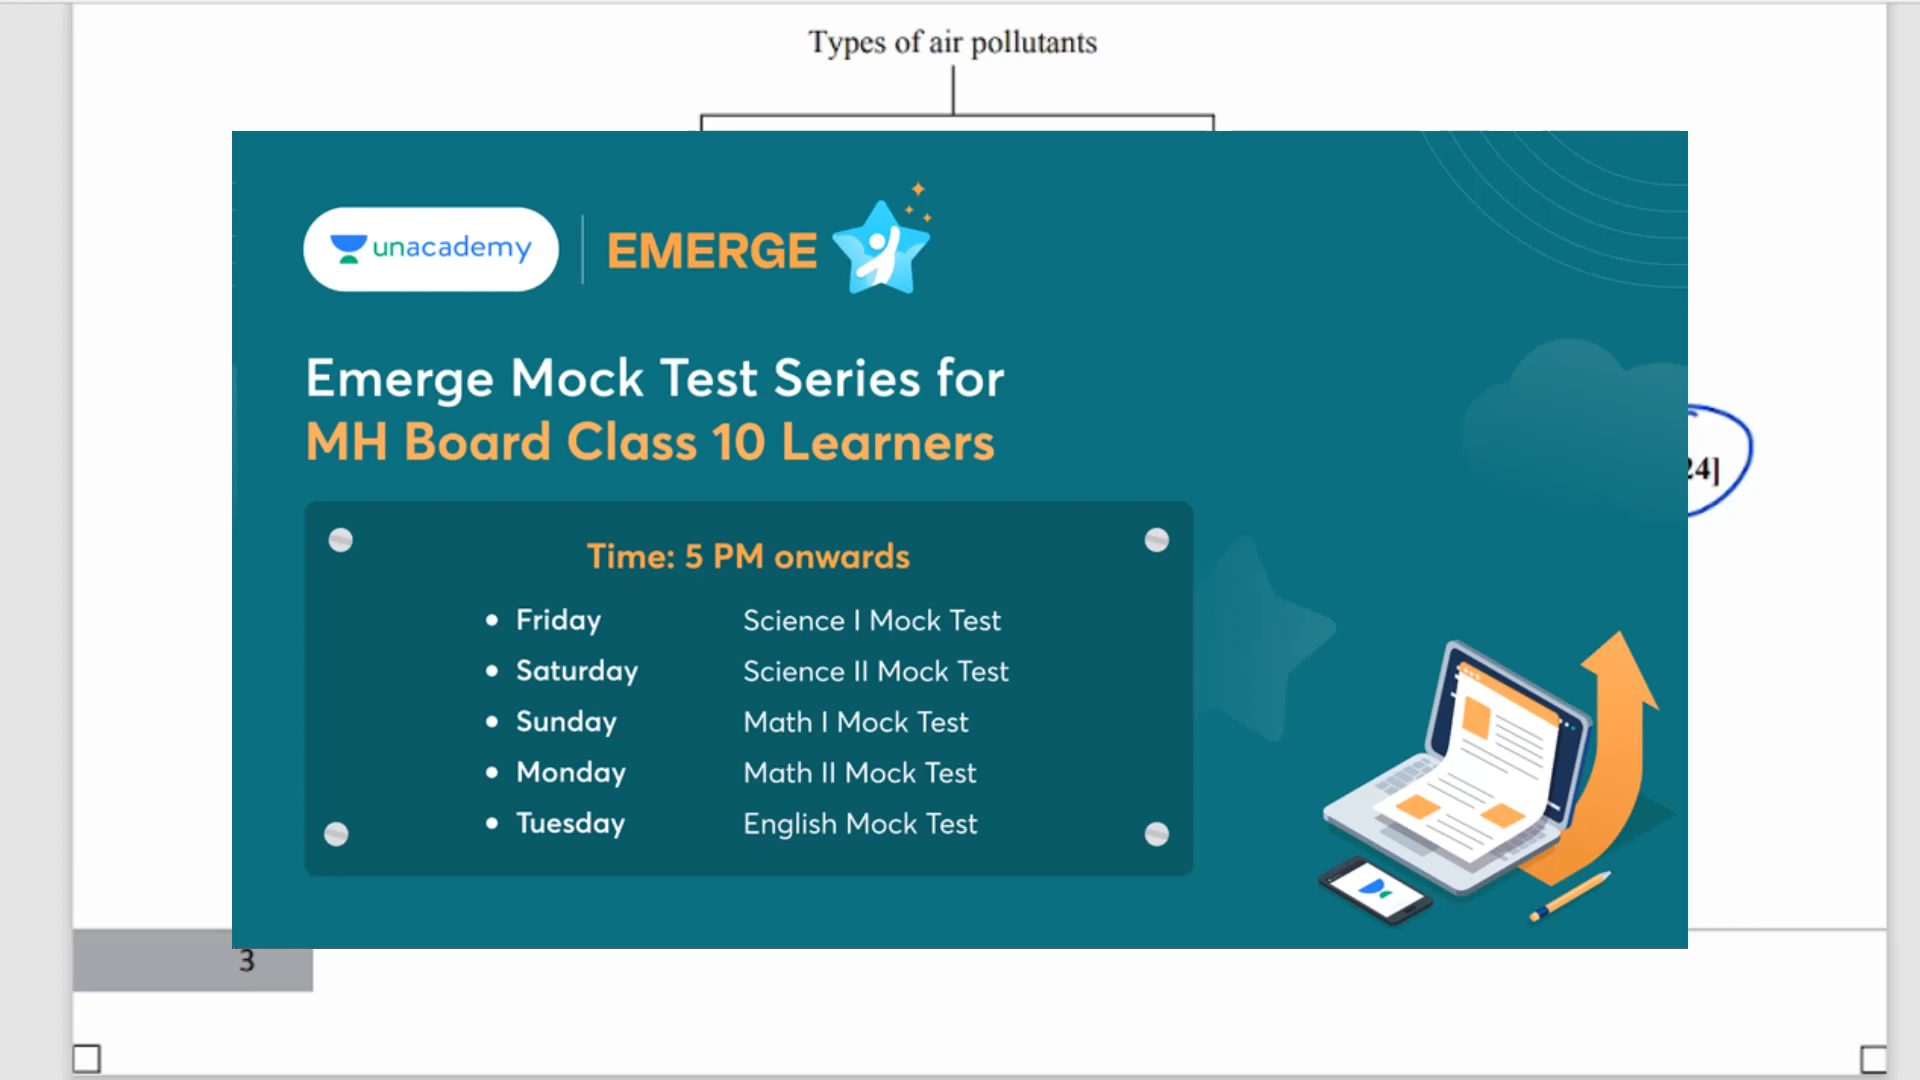 Types of air pollutants
unacademy
EMERGE
Emerge Mock Test Series for
MH Board Class 10 Learners
24]
Time: 5 PM onwards
• Friday Science I Mock Test
• Saturday Science II Mock Test
• Sunday Math I Mock Test
• Monday Math II Mock Test
• Tuesday English Mock Test
3